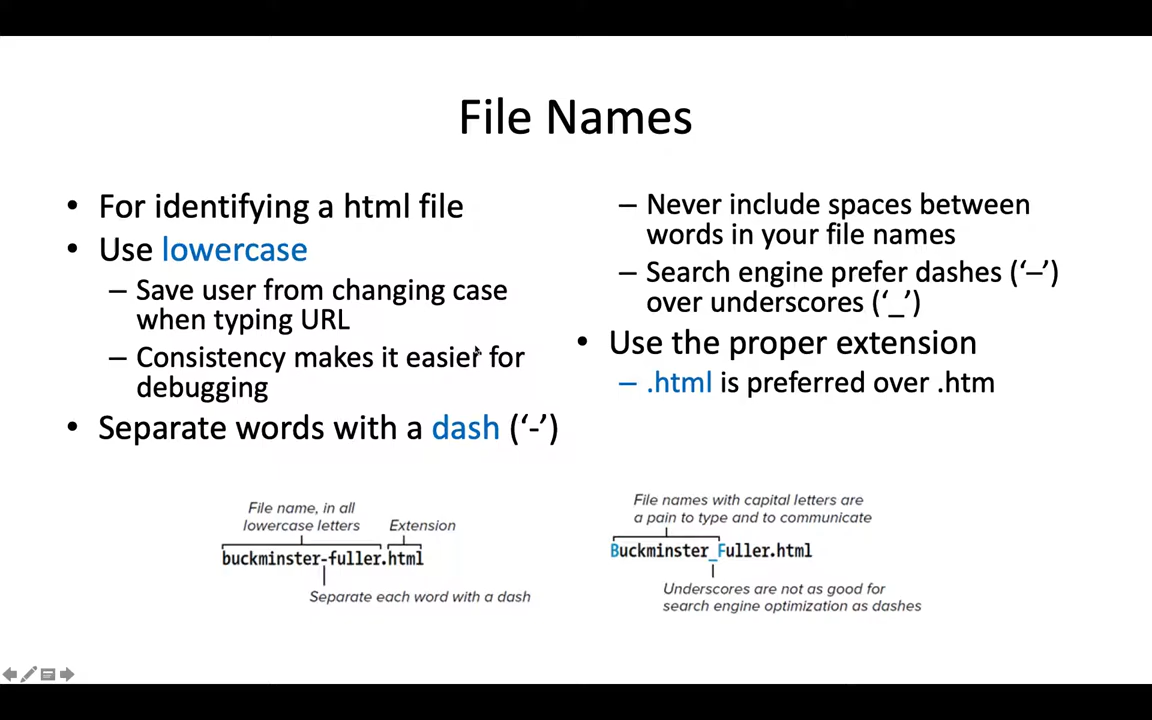 File Names
• For identifying a html file
• Use lowercase
– Save user from changing case
when typing URL
– Consistency makes it easier for
debugging
• Separate words with a dash (‘-’)
– Never include spaces between
words in your file names
– Search engine prefer dashes (‘–’)
over underscores (‘_’)
• Use the proper extension
– .html is preferred over .htm
File name, in all
lowercase letters
Extension
buckminster-fuller.html
Separate each word with a dash
File names with capital letters are
a pain to type and to communicate
Buckminster_Fuller.html
Underscores are not as good for
search engine optimization as dashes